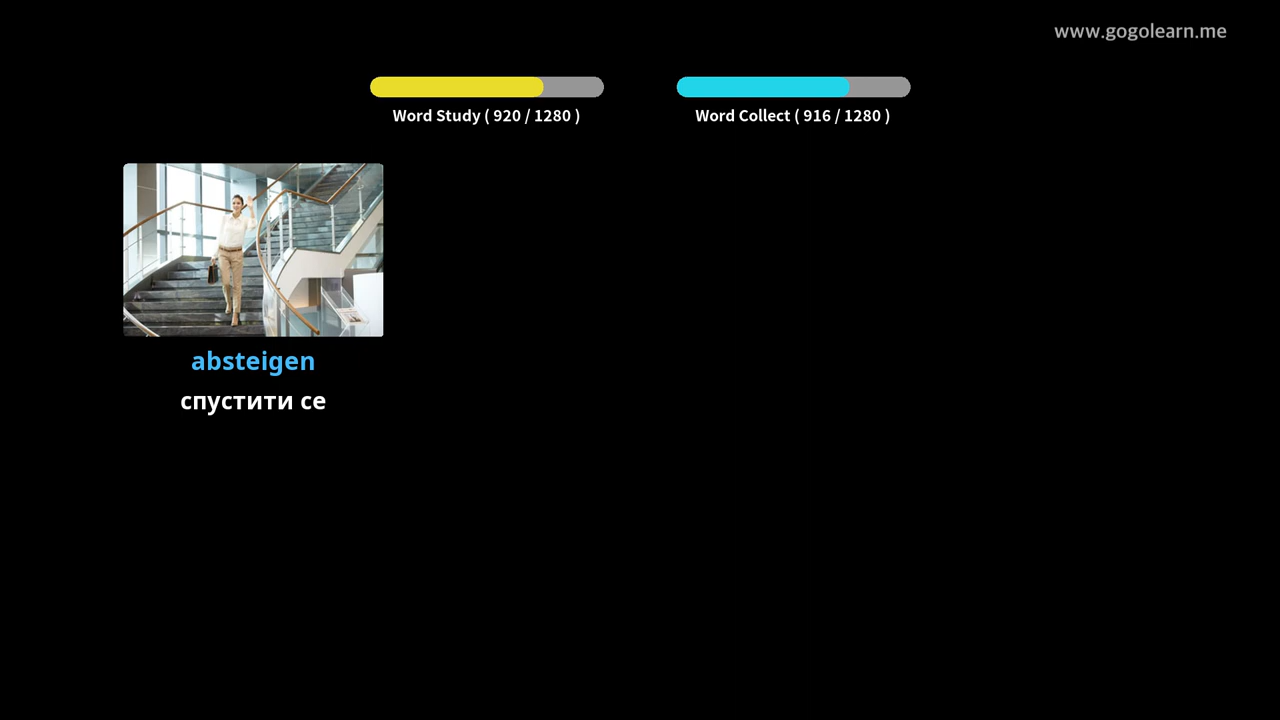 www.gogolearn.me
Word Study ( 920 / 1280 )
Word Collect ( 916 / 1280 )
absteigen
спустити се